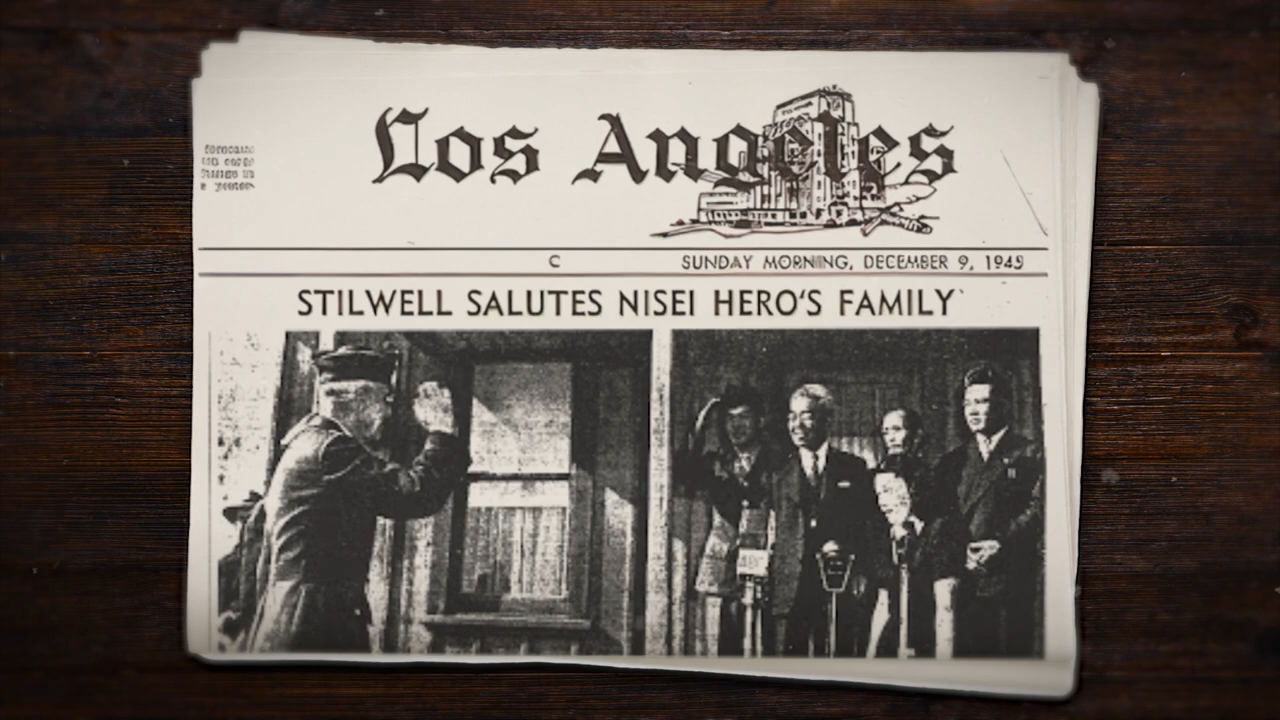 Los Angeles
C SUNDAY MORNING, DECEMBER 9, 1945
STILWELL SALUTES NISEI HERO'S FAMILY